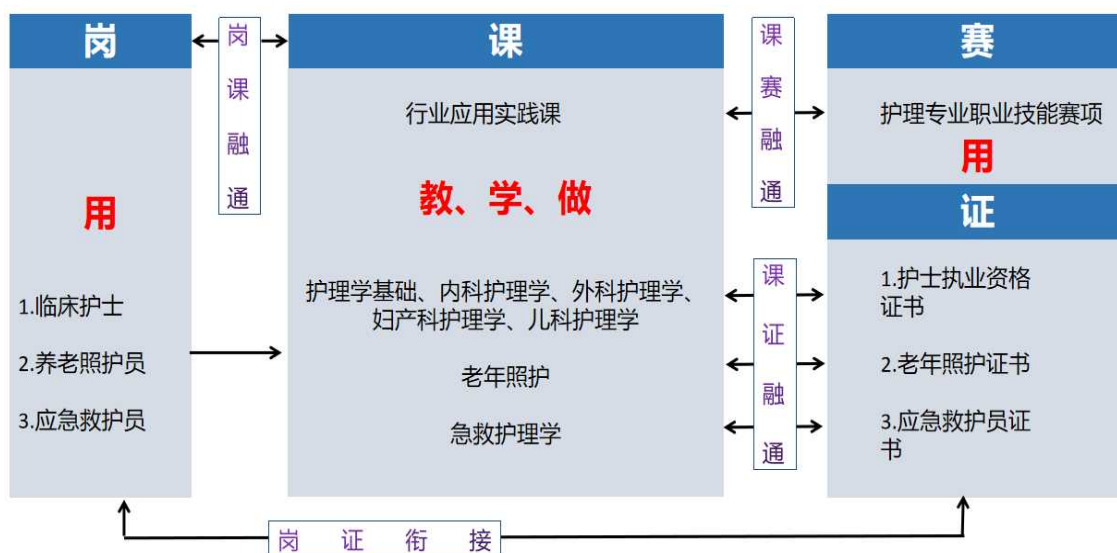 岗
用
1.临床护士
2.养老照护员
3.应急救护员
岗课融通
课
行业应用实践课
教、学、做
护理学基础、内科护理学、外科护理学、
妇产科护理学、儿科护理学
老年照护
急救护理学
课赛融通
课证融通
赛
护理专业职业技能赛项
用
证
1.护士执业资格
证书
2.老年照护证书
3.应急救护员证
书
岗证衔接